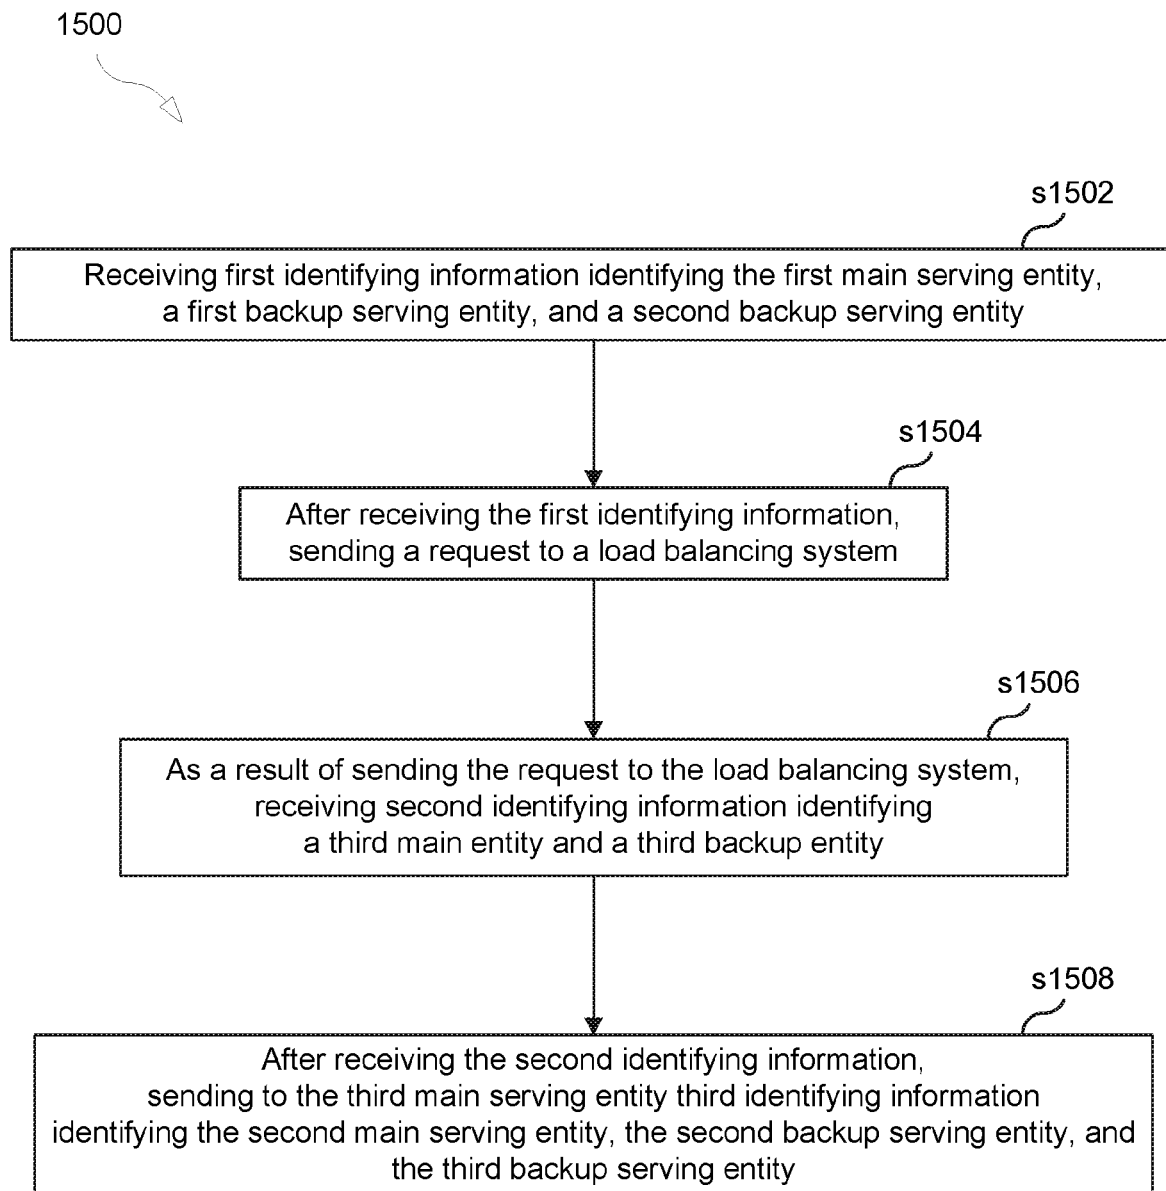 1500
s1502
Receiving first identifying information identifying the first main serving entity,
a first backup serving entity, and a second backup serving entity
s1504
After receiving the first identifying information,
sending a request to a load balancing system
s1506
As a result of sending the request to the load balancing system,
receiving second identifying information identifying
a third main entity and a third backup entity
s1508
After receiving the second identifying information,
sending to the third main serving entity third identifying information
identifying the second main serving entity, the second backup serving entity, and
the third backup serving entity